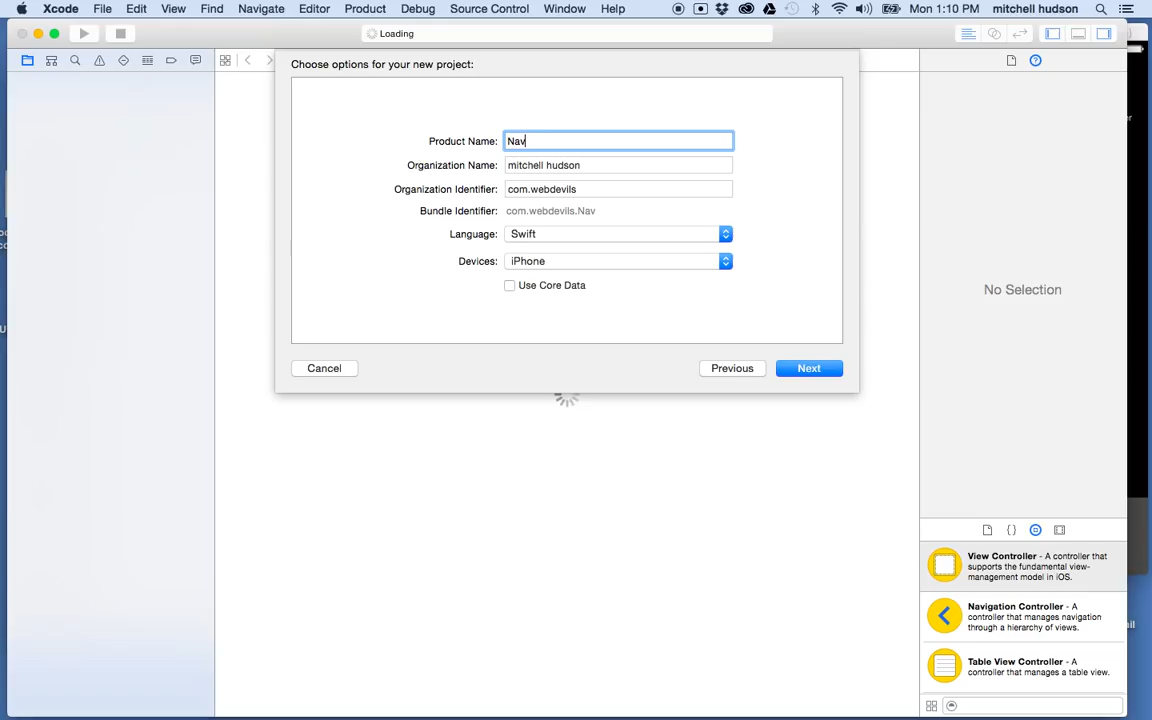 Xcode File Edit View Find Navigate Editor Product Debug Source Control Window Help Mon 1:10 PM mitchell hudson
Loading
Choose options for your new project:
Product Name: Nav
Organization Name: mitchell hudson
Organization Identifier: com.webdevils
Bundle Identifier: com.webdevils.Nav
Language: Swift
Devices: iPhone
Use Core Data
Cancel Previous Next
No Selection
View Controller - A controller that
supports the fundamental view-
management model in iOS.
Navigation Controller - A
controller that manages navigation
through a hierarchy of views.
Table View Controller - A
controller that manages a table view.